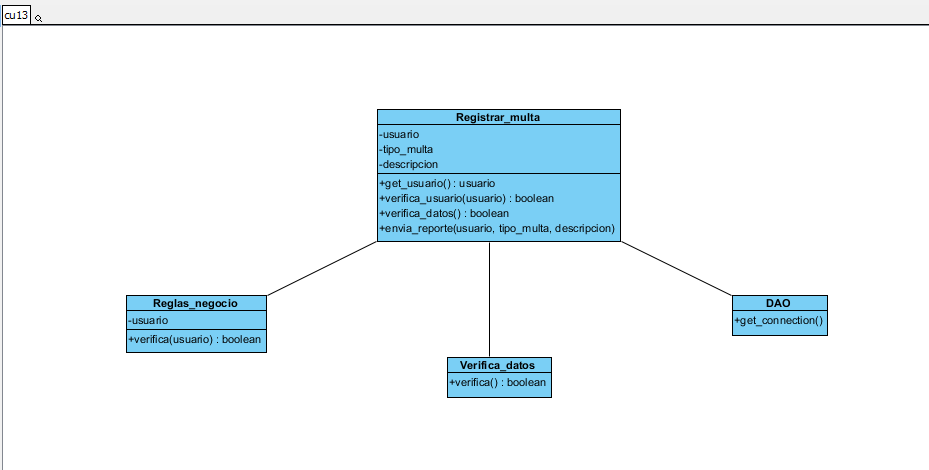 cu13
Registrar_multa
-usuario
-tipo_multa
-descripcion
+get_usuario() : usuario
+verifica_usuario(usuario) : boolean
+verifica_datos() : boolean
+envia_reporte(usuario, tipo_multa, descripcion)
Reglas_negocio
-usuario
+verifica(usuario) : boolean
Verifica_datos
+verifica() : boolean
DAO
+get_connection()